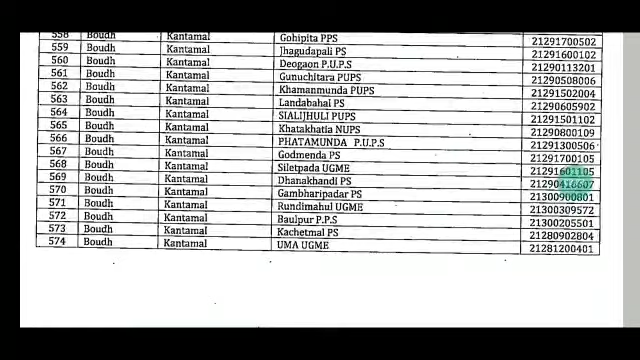 558 Boudh Kantamal Gohipita PPS 21291700502
559 Boudh Kantamal Jhagudapali PS 21291600102
560 Boudh Kantamal Deogaon P.U.P.S 21290113201
561 Boudh Kantamal Gunuchitara PUPS 21290508006
562 Boudh Kantamal Khamanmunda PUPS 21291502004
563 Boudh Kantamal Landabahal PS 21290605902
564 Boudh Kantamal SIALIJHULI PUPS 21291501102
565 Boudh Kantamal Khatakhatia NUPS 21290800109
566 Boudh Kantamal PHATAMUNDA P.U.P.S 21291300506
567 Boudh Kantamal Godmenda PS 21291700105
568 Boudh Kantamal Siletpada UGME 21291601105
569 Boudh Kantamal Dhanakhandi PS 21290416607
570 Boudh Kantamal Gambharipadar PS 21300900801
571 Boudh Kantamal Rundimahul UGME 21300309572
572 Boudh Kantamal Baulpur P.P.S 21300205501
573 Boudh Kantamal Kachetmal PS 21280902804
574 Boudh Kantamal UMA UGME 21281200401